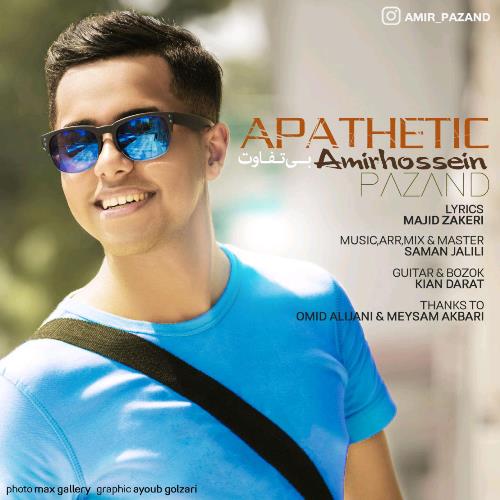 AMIR_PAZAND
APATHETIC
بی تفاوت Amirhossein
PAZAND
LYRICS
MAJID ZAKERI
MUSIC,ARR,MIX & MASTER
SAMAN JALILI
GUITAR & BOZOK
KIAN DARAT
THANKS TO
OMID ALIJANI & MEYSAM AKBARI
photo max gallery graphic ayoub golzari